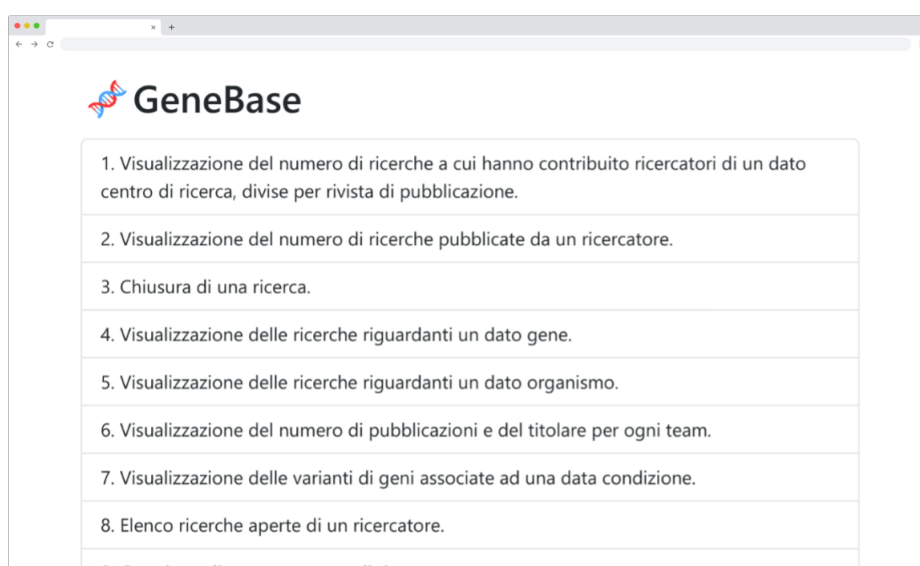 GeneBase
1. Visualizzazione del numero di ricerche a cui hanno contribuito ricercatori di un dato
centro di ricerca, divise per rivista di pubblicazione.
2. Visualizzazione del numero di ricerche pubblicate da un ricercatore.
3. Chiusura di una ricerca.
4. Visualizzazione delle ricerche riguardanti un dato gene.
5. Visualizzazione delle ricerche riguardanti un dato organismo.
6. Visualizzazione del numero di pubblicazioni e del titolare per ogni team.
7. Visualizzazione delle varianti di geni associate ad una data condizione.
8. Elenco ricerche aperte di un ricercatore.